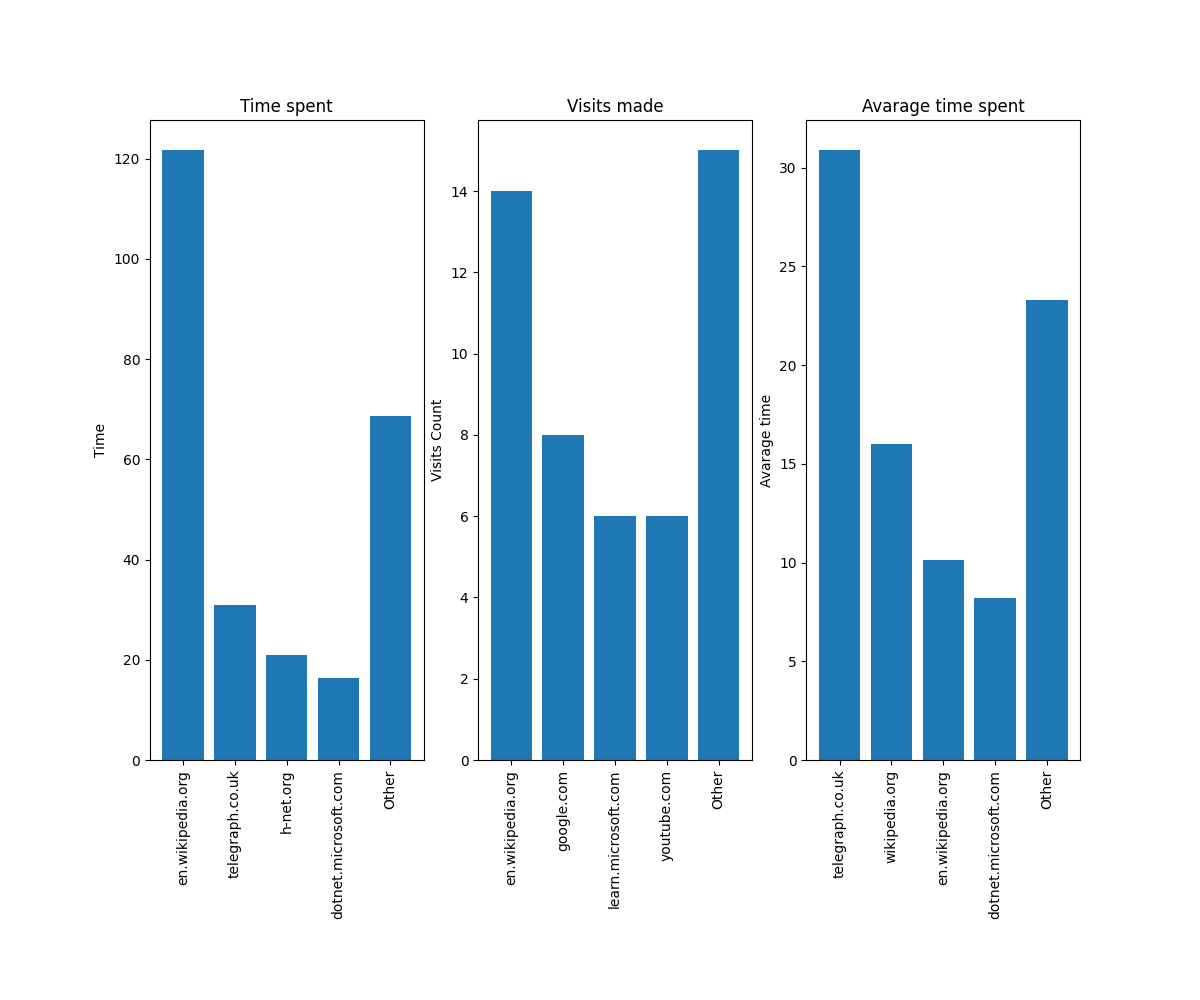 Time spent
Time
120
100
80
60
40
20
0
en.wikipedia.org
telegraph.co.uk
h-net.org
dotnet.microsoft.com
Other
Visits made
Visits Count
14
12
10
8
6
4
2
0
en.wikipedia.org
google.com
learn.microsoft.com
youtube.com
Other
Avarage time spent
Avarage time
30
25
20
15
10
5
0
telegraph.co.uk
wikipedia.org
en.wikipedia.org
dotnet.microsoft.com
Other